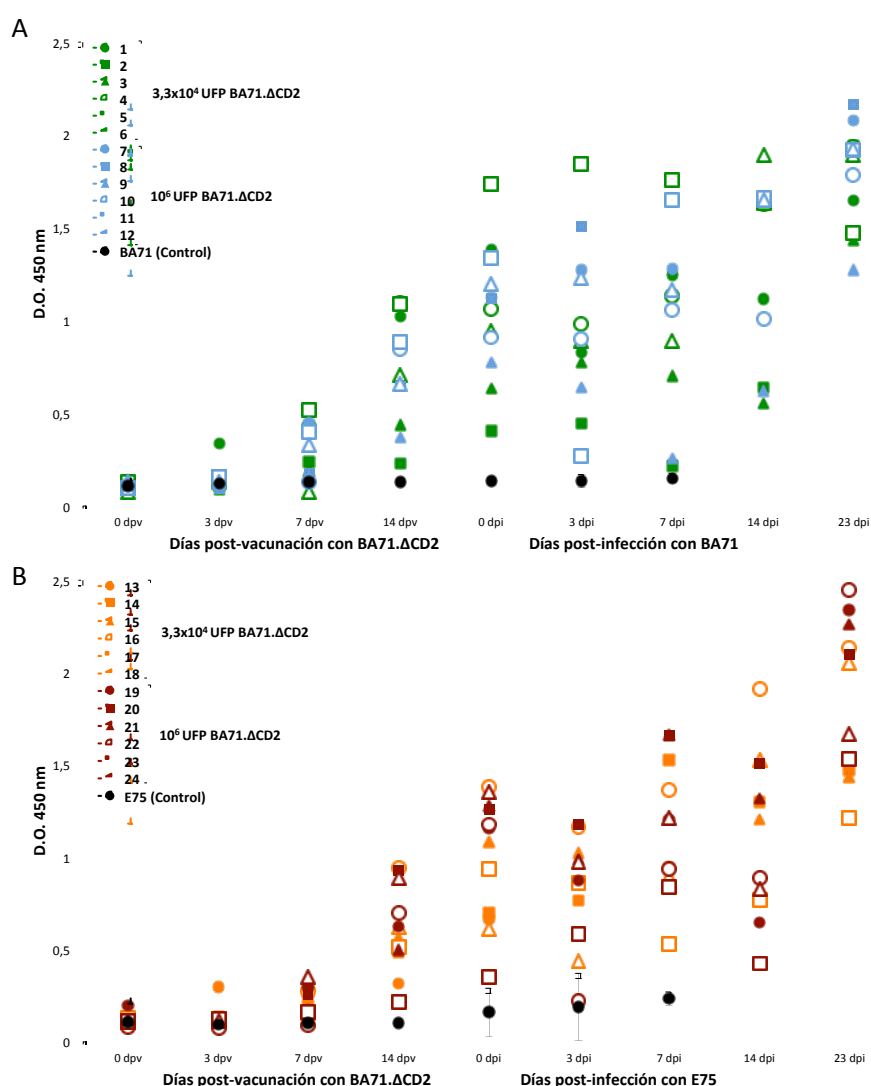 A
2,5
2
1,5
1
0,5
0
D.O. 450 nm
1
2
3
4
5
6
3,3x10⁴ UFP BA71.ΔCD2
7
8
9
10
11
12
10⁶ UFP BA71.ΔCD2
BA71 (Control)
0 dpv 3 dpv 7 dpv 14 dpv 0 dpi 3 dpi 7 dpi 14 dpi 23 dpi
Días post-vacunación con BA71.ΔCD2 Días post-infección con BA71
B
2,5
2
1,5
1
0,5
0
D.O. 450 nm
13
14
15
16
17
18
3,3x10⁴ UFP BA71.ΔCD2
19
20
21
22
23
24
10⁶ UFP BA71.ΔCD2
E75 (Control)
0 dpv 3 dpv 7 dpv 14 dpv 0 dpi 3 dpi 7 dpi 14 dpi 23 dpi
Días post-vacunación con BA71.ΔCD2 Días post-infección con E75